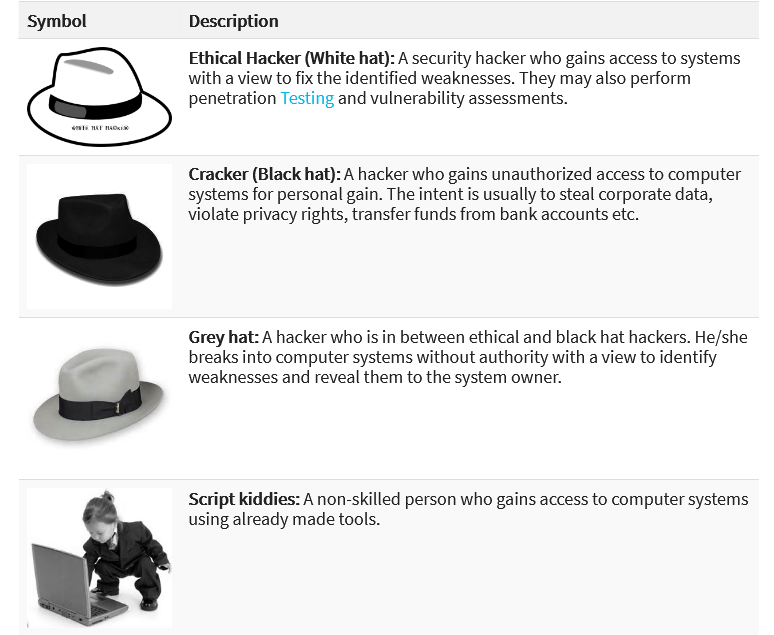 Symbol Description
Ethical Hacker (White hat): A security hacker who gains access to systems
with a view to fix the identified weaknesses. They may also perform
penetration Testing and vulnerability assessments.
Cracker (Black hat): A hacker who gains unauthorized access to computer
systems for personal gain. The intent is usually to steal corporate data,
violate privacy rights, transfer funds from bank accounts etc.
Grey hat: A hacker who is in between ethical and black hat hackers. He/she
breaks into computer systems without authority with a view to identify
weaknesses and reveal them to the system owner.
Script kiddies: A non-skilled person who gains access to computer systems
using already made tools.